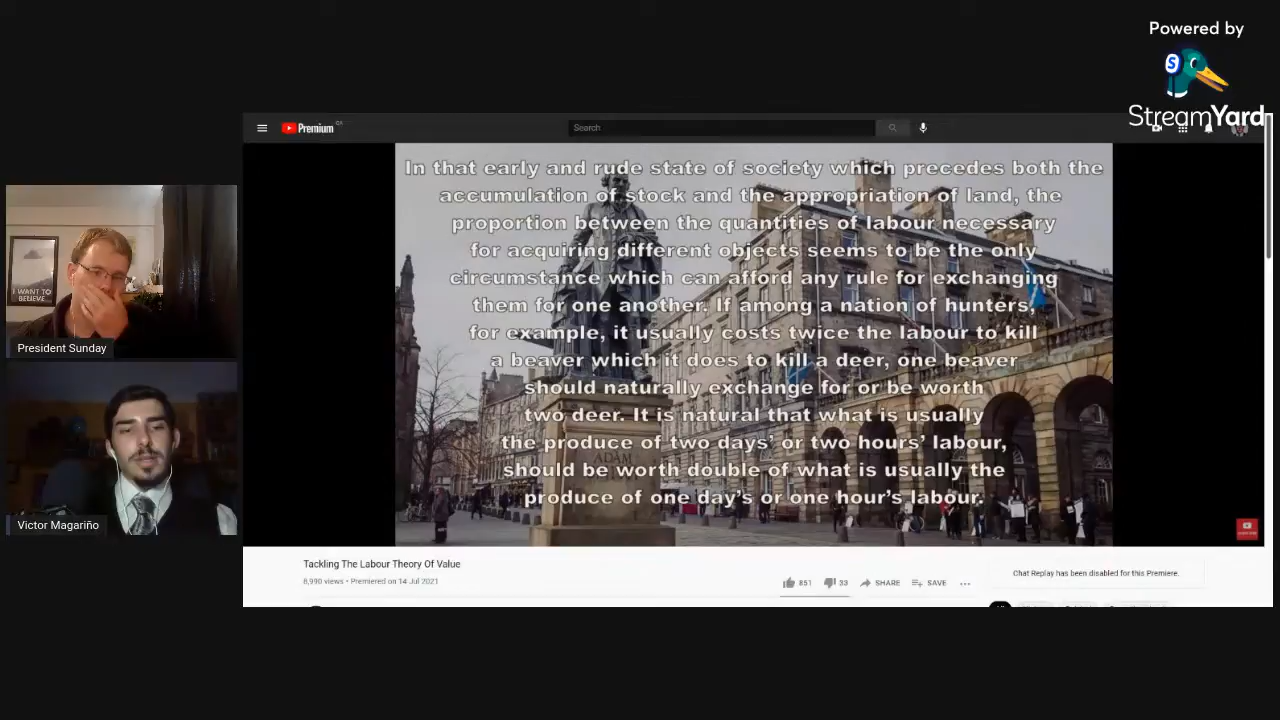 Powered by
StreamYard
Premium
CA
Search
In that early and rude state of society which precedes both the
accumulation of stock and the appropriation of land, the
proportion between the quantities of labour necessary
for acquiring different objects seems to be the only
circumstance which can afford any rule for exchanging
them for one another. If among a nation of hunters,
for example, it usually costs twice the labour to kill
a beaver which it does to kill a deer, one beaver
should naturally exchange for or be worth
two deer. It is natural that what is usually
the produce of two days' or two hours' labour,
should be worth double of what is usually the
produce of one day's or one hour's labour.
ADAM
I WANT TO
BELIEVE
President Sunday
Victor Magariño
Tackling The Labour Theory Of Value
8,990 views • Premiered on 14 Jul 2021
851
33
SHARE
SAVE
Chat Replay has been disabled for this Premiere.